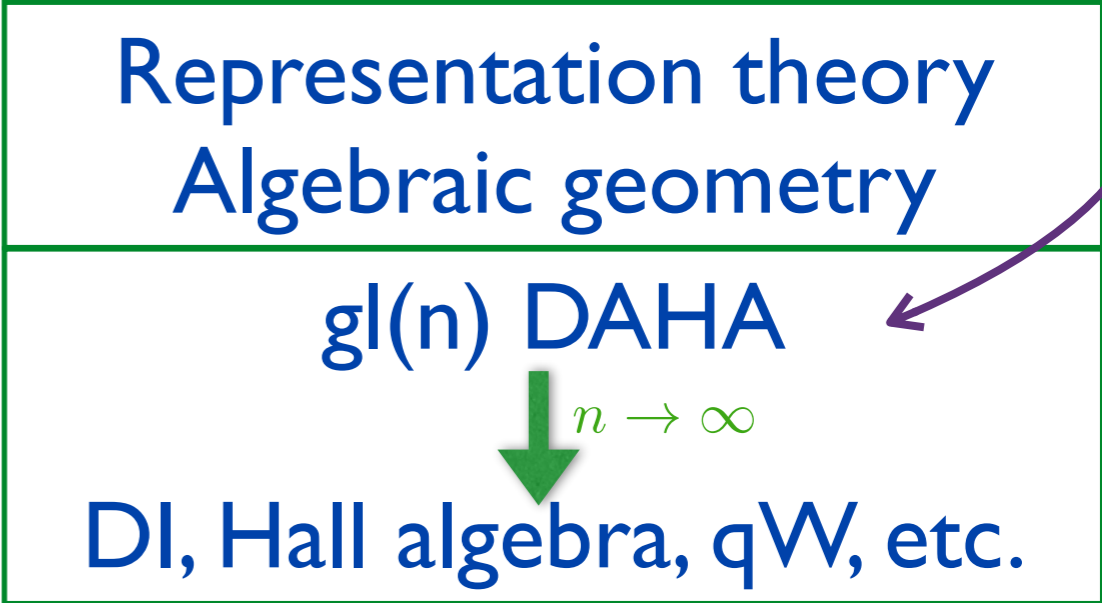 Representation theory
Algebraic geometry
gl(n) DAHA
n → ∞
DI, Hall algebra, qW, etc.